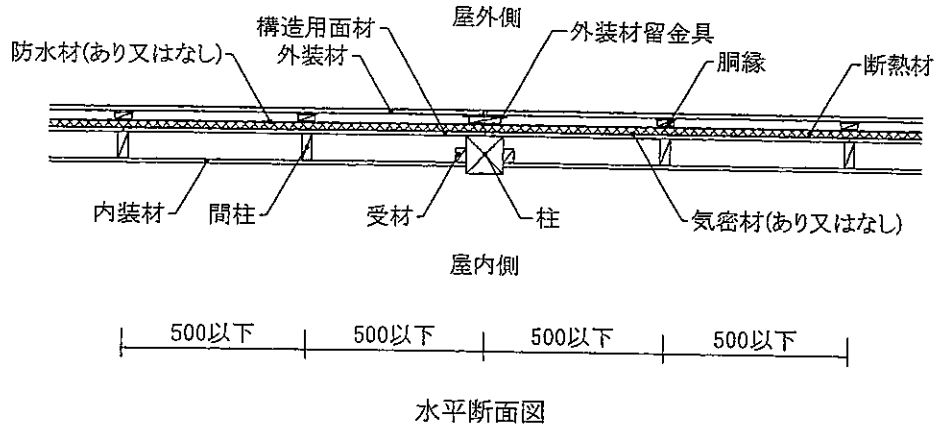 屋外側
構造用面材
外装材留金具
防水材(あり又はなし)
外装材
胴縁
断熱材
内装材
間柱
受材
柱
気密材(あり又はなし)
屋内側
500以下
500以下
500以下
500以下
水平断面図